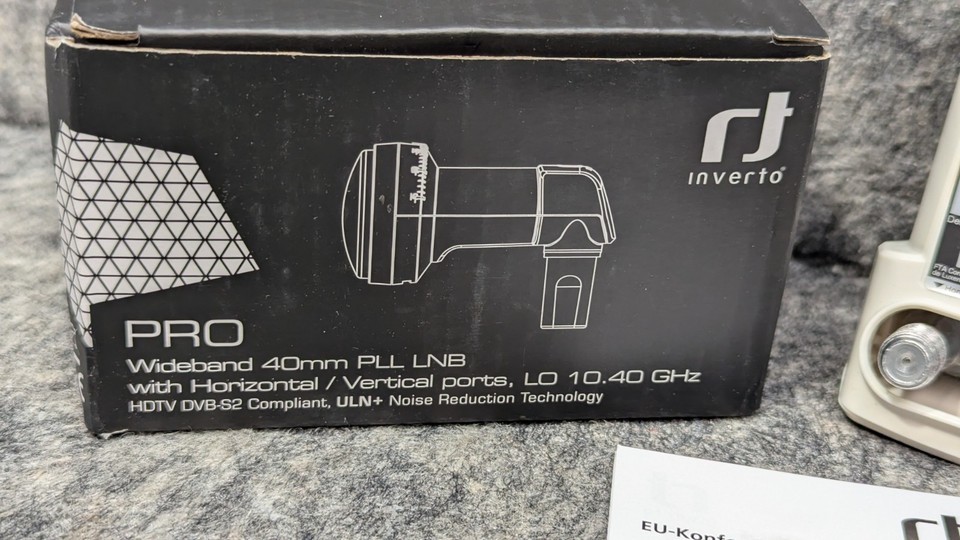 inverto
PRO
Wideband 40mm PLL LNB
with Horizontal / Vertical ports, LO 10.40 GHz
HDTV DVB-S2 Compliant, ULN+ Noise Reduction Technology